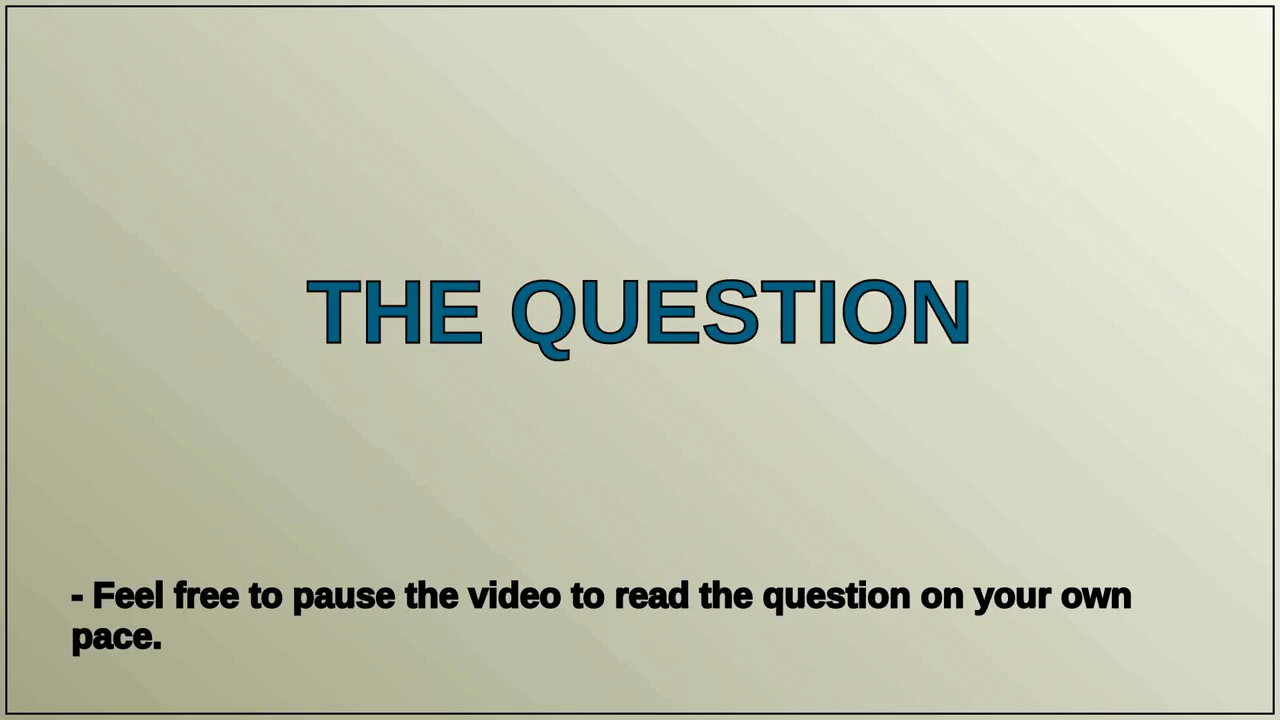 THE QUESTION
- Feel free to pause the video to read the question on your own
pace.